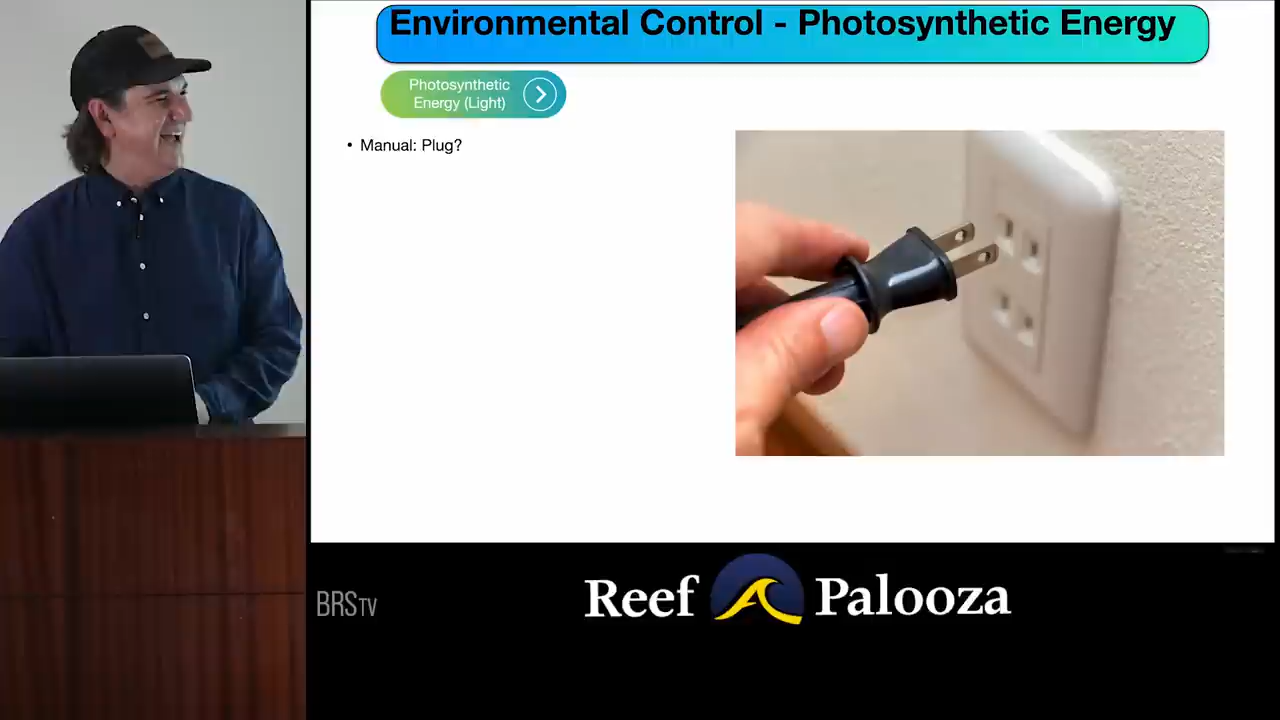 Environmental Control - Photosynthetic Energy
Photosynthetic
Energy (Light)
• Manual: Plug?
BRSTV
Reef Palooza